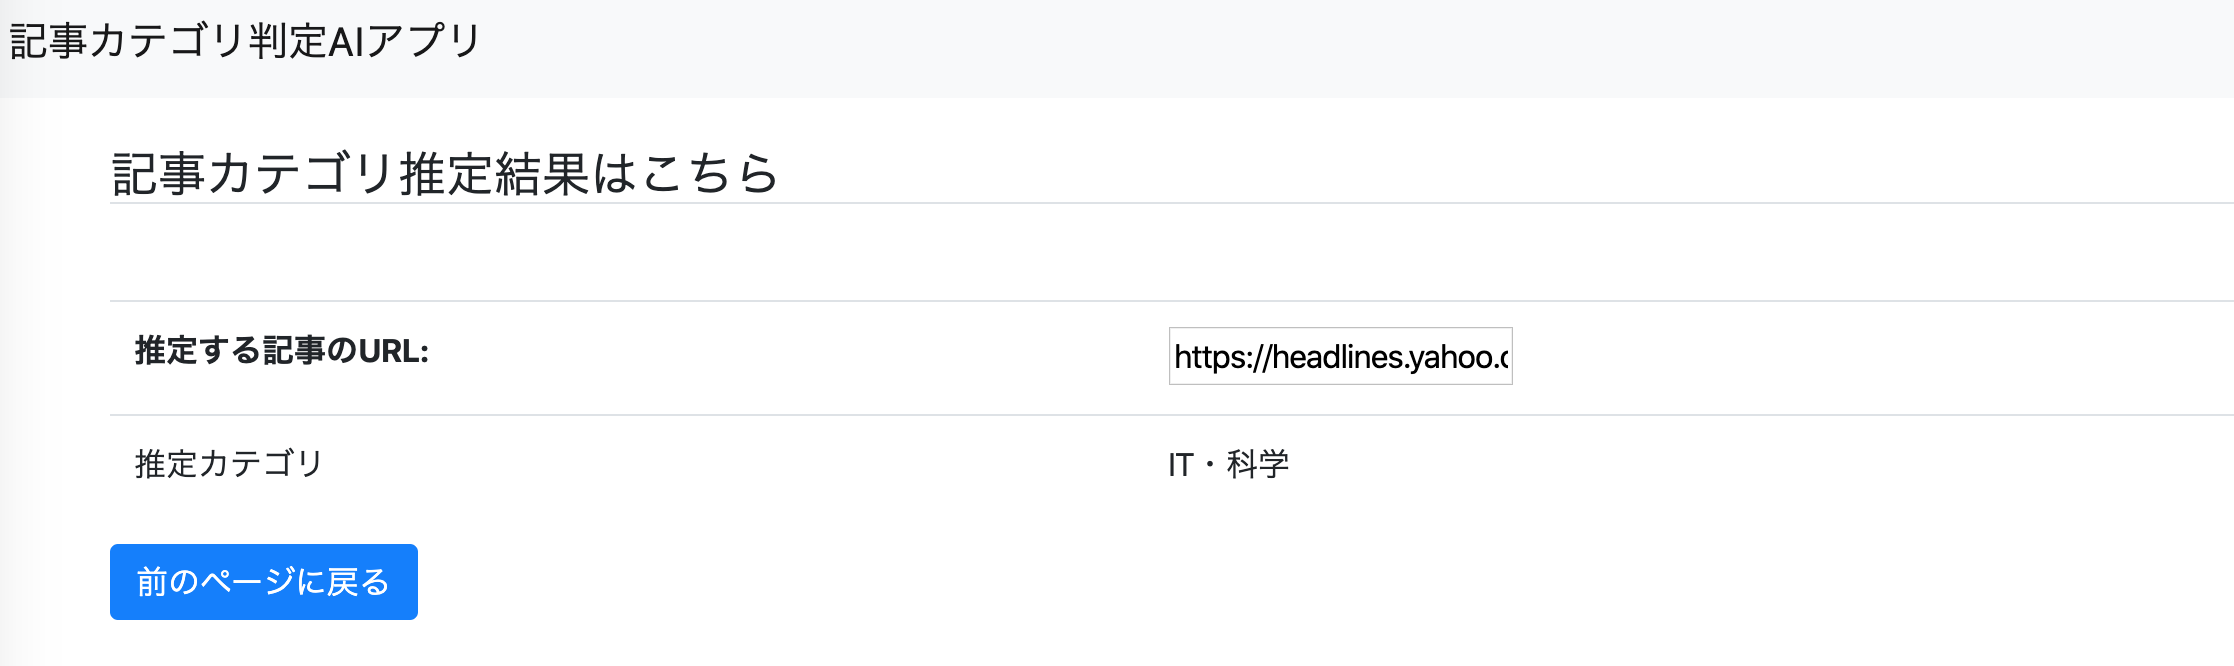 記事カテゴリ判定AIアプリ
記事カテゴリ推定結果はこちら
推定する記事のURL:
https://headlines.yahoo.c
推定カテゴリ
IT・科学
前のページに戻る